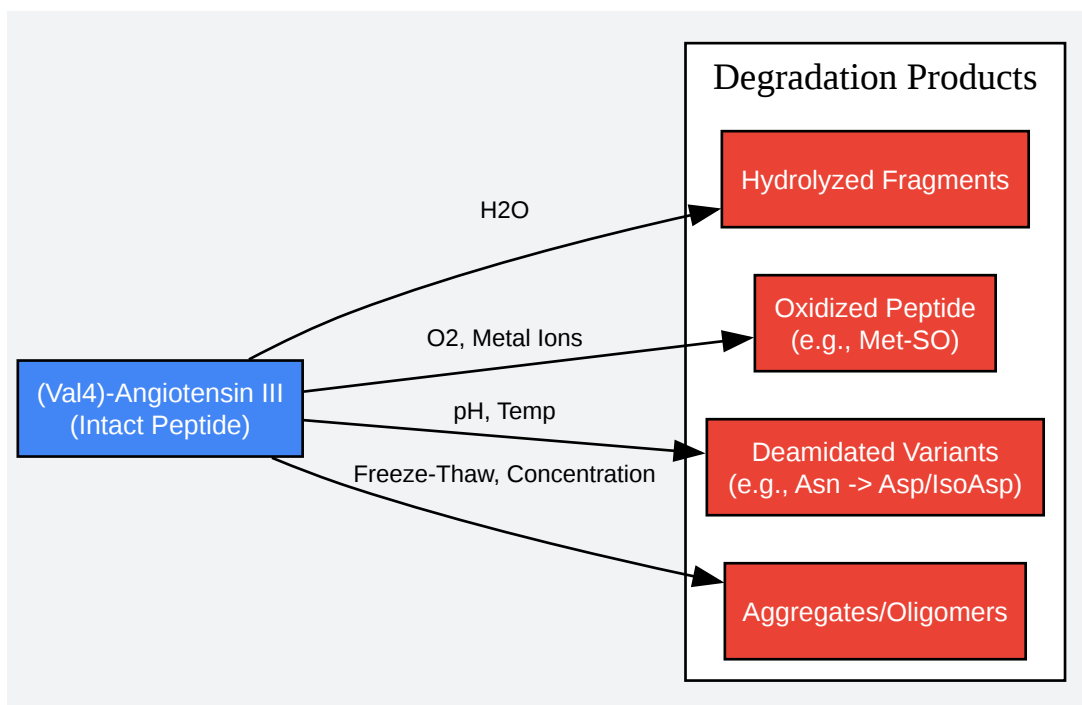 Degradation Products
Hydrolyzed Fragments
H2O
Oxidized Peptide
(e.g., Met-SO)
O2, Metal Ions
(Val4)-Angiotensin III
(Intact Peptide)
pH, Temp
Deamidated Variants
(e.g., Asn -> Asp/IsoAsp)
Freeze-Thaw, Concentration
Aggregates/Oligomers